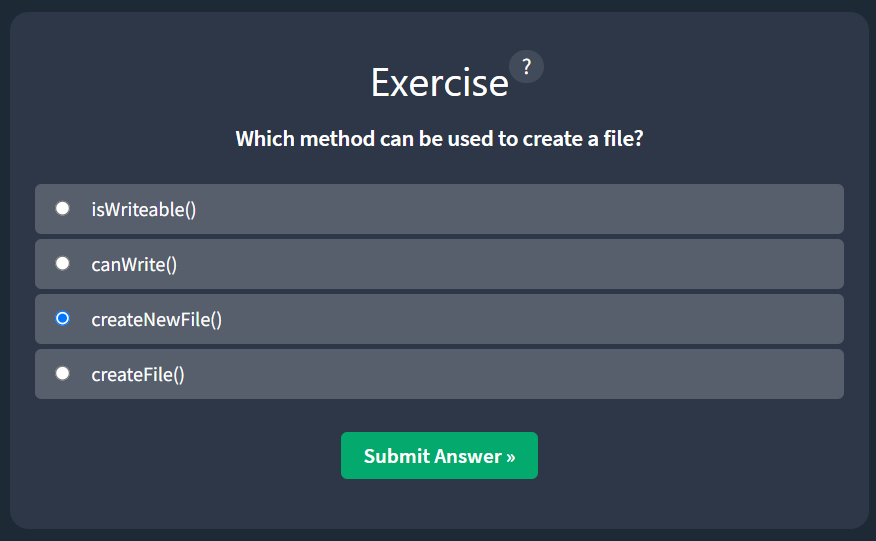 Exercise ?
Which method can be used to create a file?
isWriteable()
canWrite()
createNewFile()
createFile()
Submit Answer »